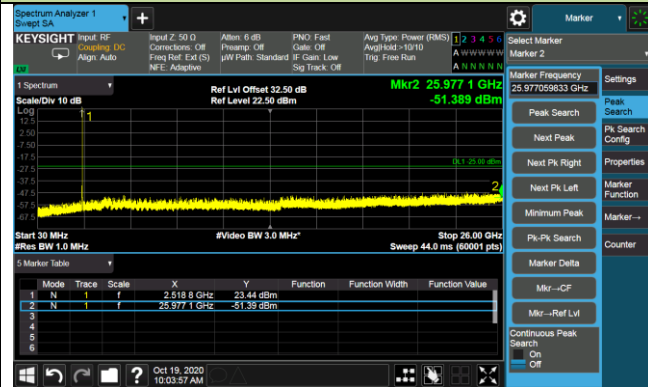 Spectrum Analyzer 1
Swept SA
Marker
KEYSIGHT
Input: RF
Coupling: DC
Align: Auto
Input Z: 50 Ω
Corrections: Off
Freq Ref: Ext (S)
NFE: Adaptive
Atten: 6 dB
Preamp: Off
µW Path: Standard
PNO: Fast
Gate: Off
IF Gain: Low
Sig Track: Off
Avg Type: Power (RMS)
Avg|Hold:>10/10
Trig: Free Run
1 2 3 4 5 6
A W W W W W
A N N N N N
LW
Select Marker
Marker 2
1 Spectrum
Scale/Div 10 dB
Log
Ref Lvl Offset 32.50 dB
Ref Level 22.50 dBm
Mkr2 25.977 1 GHz
-51.389 dBm
12.5
2.50
-7.50
-17.5
-27.5
-37.5
-47.5
-57.5
-67.5
1
DL1 -25.00 dBm
2
Start 30 MHz
#Res BW 1.0 MHz
#Video BW 3.0 MHz*
Stop 26.00 GHz
Sweep 44.0 ms (60001 pts)
5 Marker Table
Mode Trace Scale X Y Function Function Width Function Value
1 N 1 f 2.518 8 GHz 23.44 dBm
2 N 1 f 25.977 1 GHz -51.39 dBm
3
4
5
6
Marker Frequency
25.977059833 GHz
Peak Search
Next Peak
Next Pk Right
Next Pk Left
Minimum Peak
Pk-Pk Search
Marker Delta
Mkr→CF
Mkr→Ref Lvl
Continuous Peak
Search
On
Off
Settings
Peak
Search
Pk Search
Config
Properties
Marker
Function
Marker→
Counter
?
Oct 19, 2020
10:03:57 AM